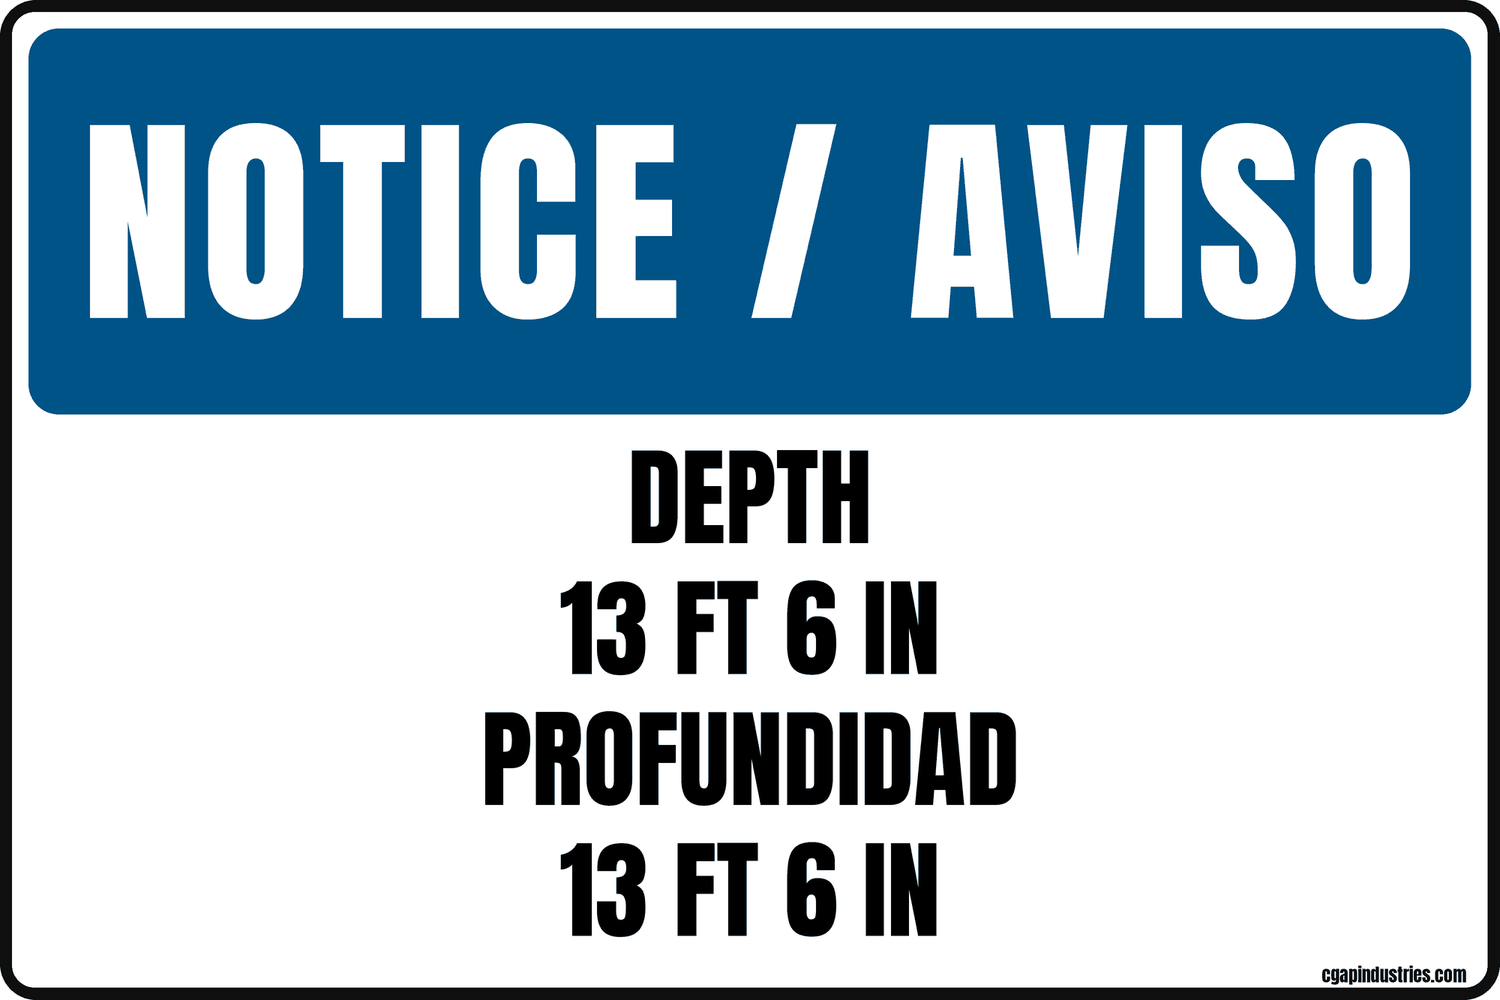 NOTICE / AVISO
DEPTH
13 FT 6 IN
PROFUNDIDAD
13 FT 6 IN
cgapindustries.com